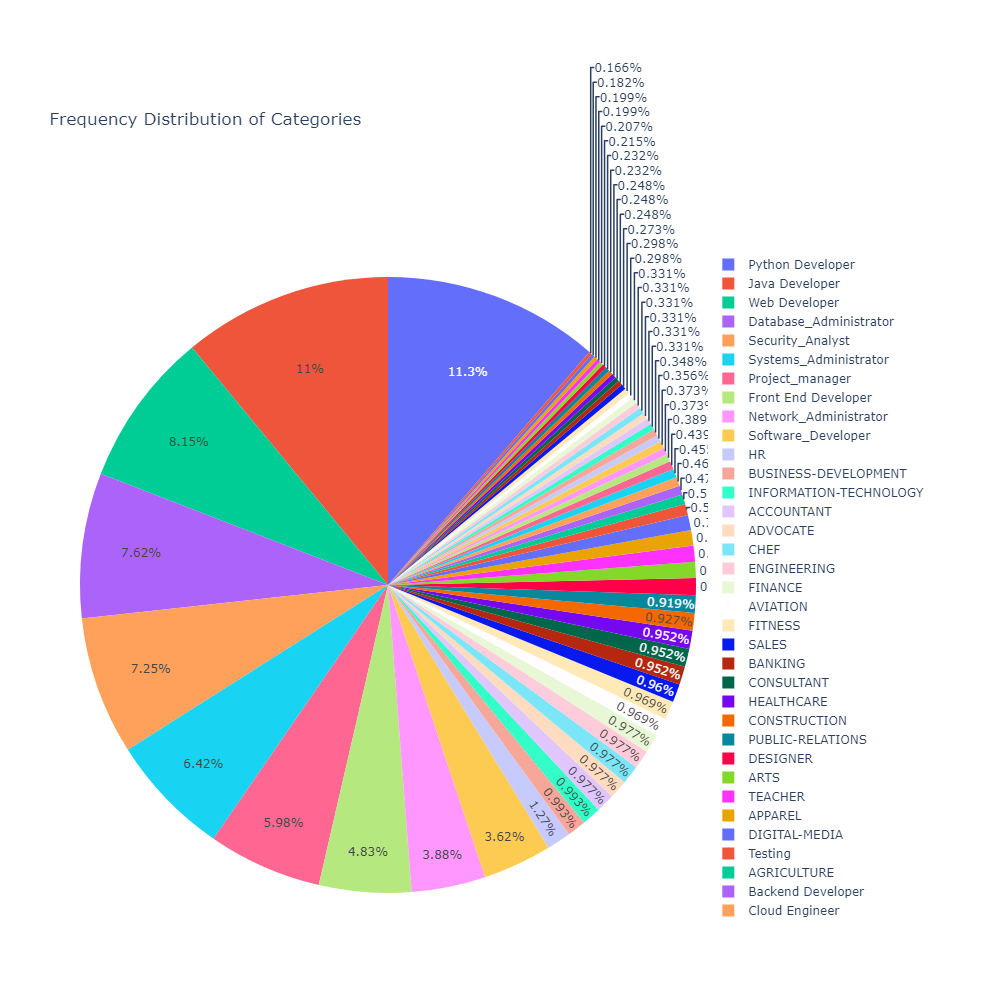 Frequency Distribution of Categories
0.166%
0.182%
0.199%
0.199%
0.207%
0.215%
0.232%
0.232%
0.248%
0.248%
0.248%
0.273%
0.298%
0.298%
0.331%
0.331%
0.331%
0.331%
0.331%
0.331%
0.348%
0.356%
0.373%
0.373%
0.389%
11.3%
11%
8.15%
7.62%
7.25%
6.42%
5.98%
4.83%
3.88%
3.62%
1.27%
0.993%
0.993%
0.977%
0.977%
0.977%
0.977%
0.977%
0.969%
0.969%
0.96%
0.952%
0.952%
0.952%
0.927%
0.919%
Python Developer
Java Developer
Web Developer
Database_Administrator
Security_Analyst
Systems_Administrator
Project_manager
Front End Developer
Network_Administrator
Software_Developer
HR
BUSINESS-DEVELOPMENT
INFORMATION-TECHNOLOGY
ACCOUNTANT
ADVOCATE
CHEF
ENGINEERING
FINANCE
AVIATION
FITNESS
SALES
BANKING
CONSULTANT
HEALTHCARE
CONSTRUCTION
PUBLIC-RELATIONS
DESIGNER
ARTS
TEACHER
APPAREL
DIGITAL-MEDIA
Testing
AGRICULTURE
Backend Developer
Cloud Engineer